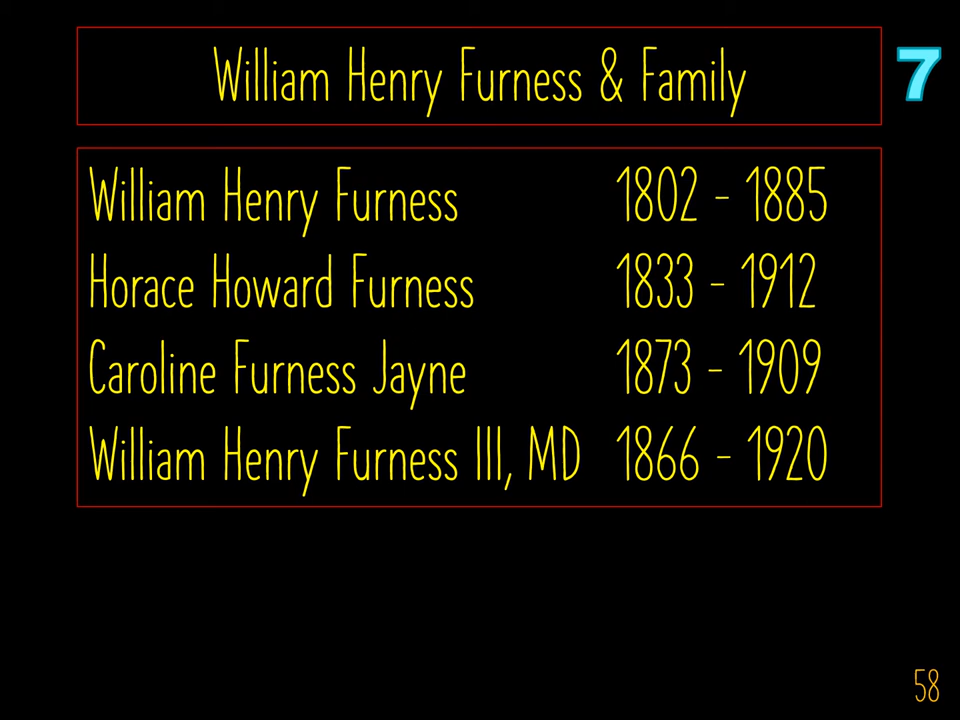 William Henry Furness & Family
7
William Henry Furness 1802 - 1885
Horace Howard Furness 1833 - 1912
Caroline Furness Jayne 1873 - 1909
William Henry Furness III, MD 1866 - 1920
58